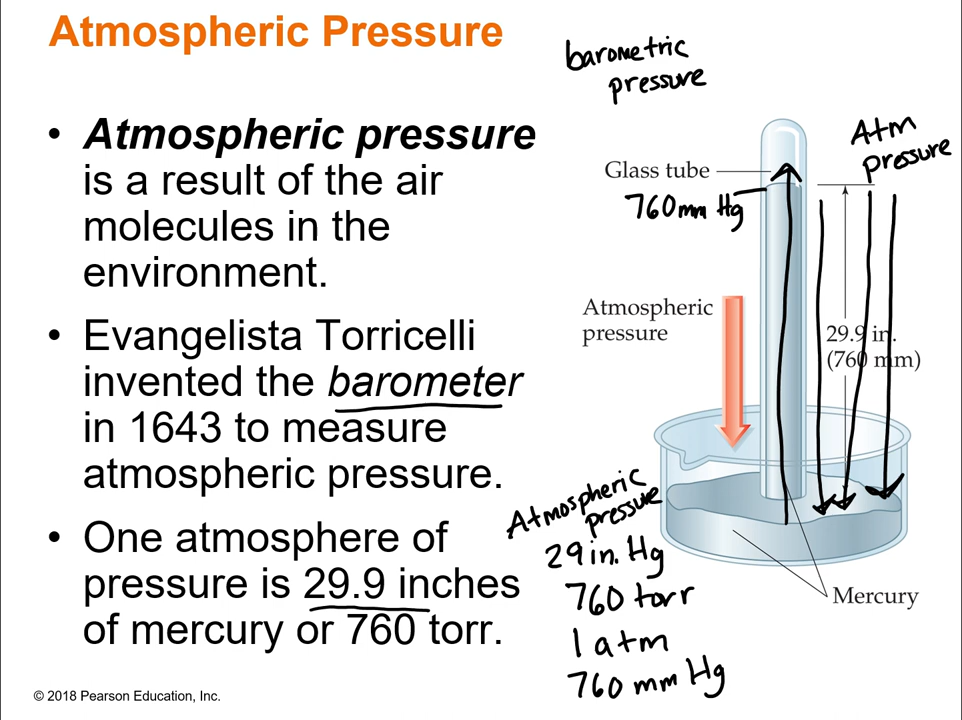 Atmospheric Pressure
• Atmospheric pressure
is a result of the air
molecules in the
environment.
• Evangelista Torricelli
invented the barometer
in 1643 to measure
atmospheric pressure.
• One atmosphere of
pressure is 29.9 inches
of mercury or 760 torr.
barometric
pressure
Atm
pressure
Glass tube
760 mm Hg
Atmospheric
pressure
29.9 in.
(760 mm)
Atmospheric
pressure
29 in. Hg
760 torr
1 atm
760 mm Hg
Mercury
© 2018 Pearson Education, Inc.